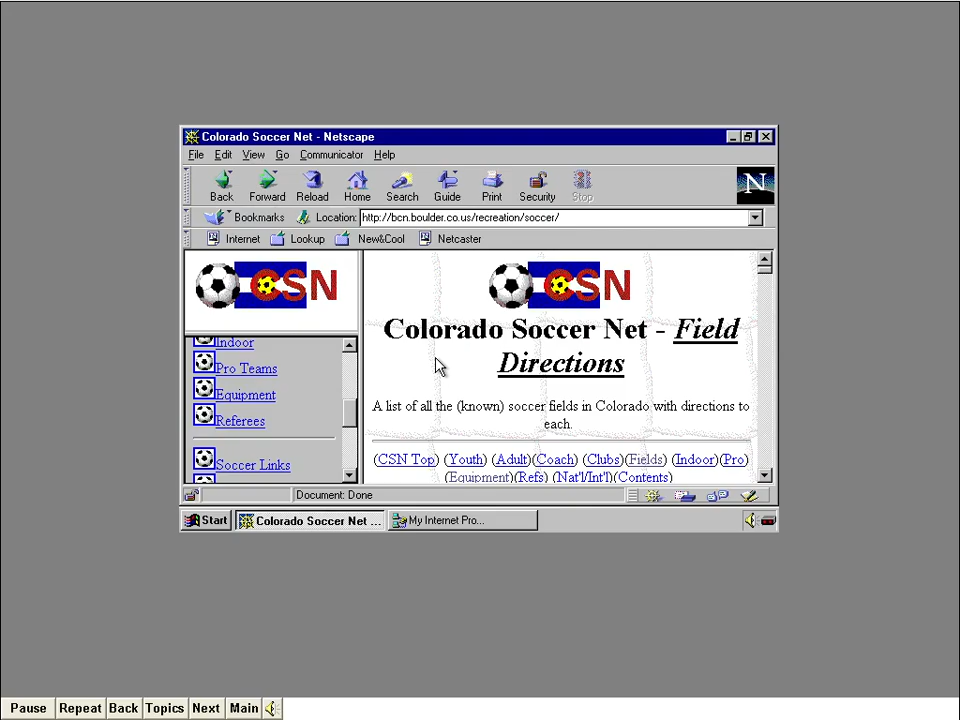 Colorado Soccer Net - Netscape
File Edit View Go Communicator Help
Back Forward Reload Home Search Guide Print Security Stop
N
Bookmarks Location: http://bcn.boulder.co.us/recreation/soccer/
Internet Lookup New&Cool Netcaster
CSN
Indoor
Pro Teams
Equipment
Referees
Soccer Links
CSN
Colorado Soccer Net - Field
Directions
A list of all the (known) soccer fields in Colorado with directions to
each.
(CSN Top) (Youth) (Adult)(Coach) (Clubs)(Fields) (Indoor)(Pro)
(Equipment)(Refs) (Nat'l/Int'l)(Contents)
Document: Done
Start Colorado Soccer Net ... My Internet Pro...
Pause Repeat Back Topics Next Main